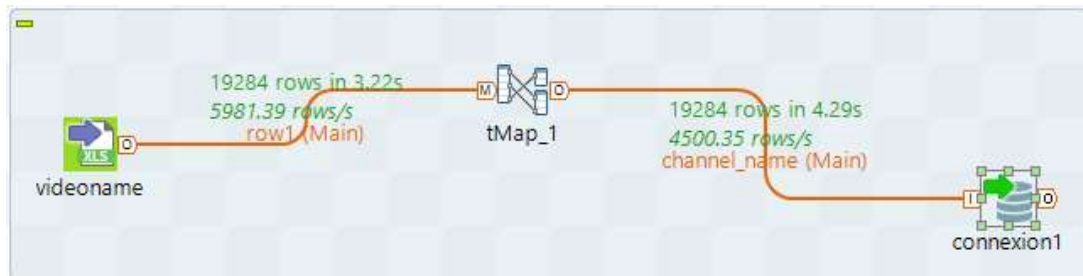 19284 rows in 3.22s
5981.39 rows/s
row1 (Main)
XLS
videoname
M
O
O
tMap_1
19284 rows in 4.29s
4500.35 rows/s
channel_name (Main)
I
O
connexion1